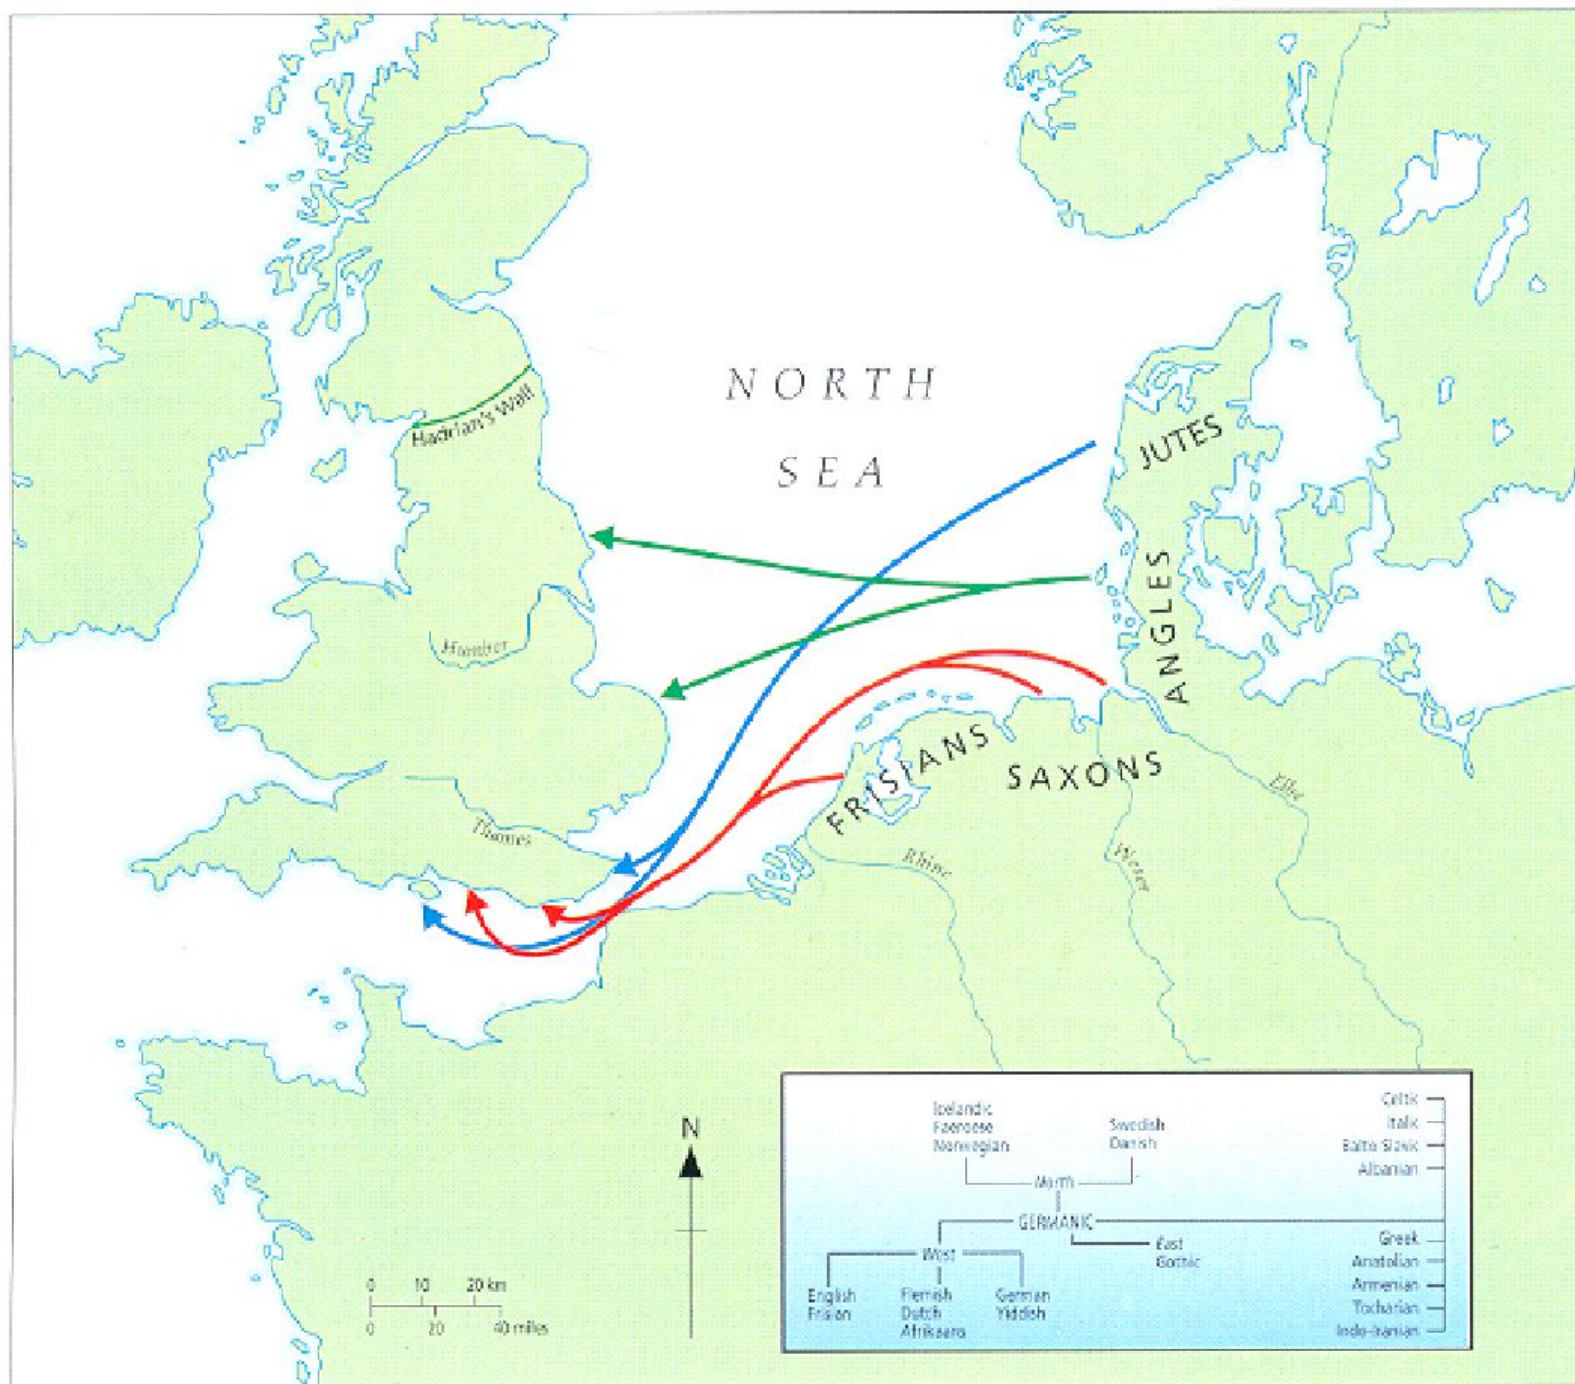 NORTH
SEA
Hadrian's Wall
JUTES
ANGLES
Humber
FRISIANS
SAXONS
Elbe
Thames
Rhine
Weser
N
0 10 20 km
0 20 40 miles
Icelandic
Faeroese
Norwegian
Swedish
Danish
North
GERMANIC
West
East
Gothic
English
Frisian
Flemish
Dutch
Afrikaans
German
Yiddish
Celtic
Italic
Balto-Slavic
Albanian
Greek
Anatolian
Armenian
Tocharian
Indo-Iranian